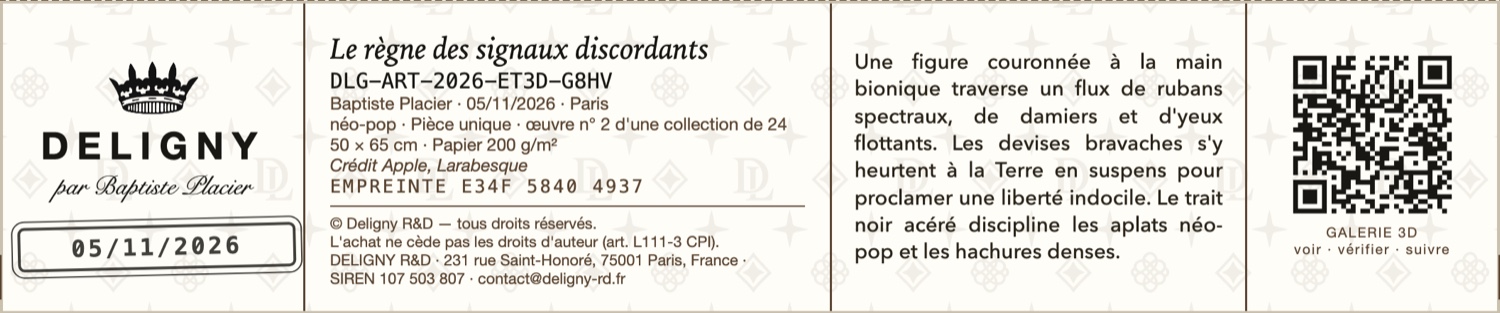 DELIGNY
par Baptiste Placier
05/11/2026
Le règne des signaux discordants
DLG–ART–2026–ET3D–G8HV
Baptiste Placier · 05/11/2026 · Paris
néo-pop · Pièce unique · œuvre n° 2 d'une collection de 24
50 × 65 cm · Papier 200 g/m²
Crédit Apple, Larabesque
EMPREINTE E34F 5840 4937
© Deligny R&D — tous droits réservés.
L'achat ne cède pas les droits d'auteur (art. L111-3 CPI).
DELIGNY R&D · 231 rue Saint-Honoré, 75001 Paris, France ·
SIREN 107 503 807 · contact@deligny-rd.fr
Une figure couronnée à la main
bionique traverse un flux de rubans
spectraux, de damiers et d'yeux
flottants. Les devises bravaches s'y
heurtent à la Terre en suspens pour
proclamer une liberté indocile. Le trait
noir acéré discipline les aplats néo-
pop et les hachures denses.
GALERIE 3D
voir · vérifier · suivre